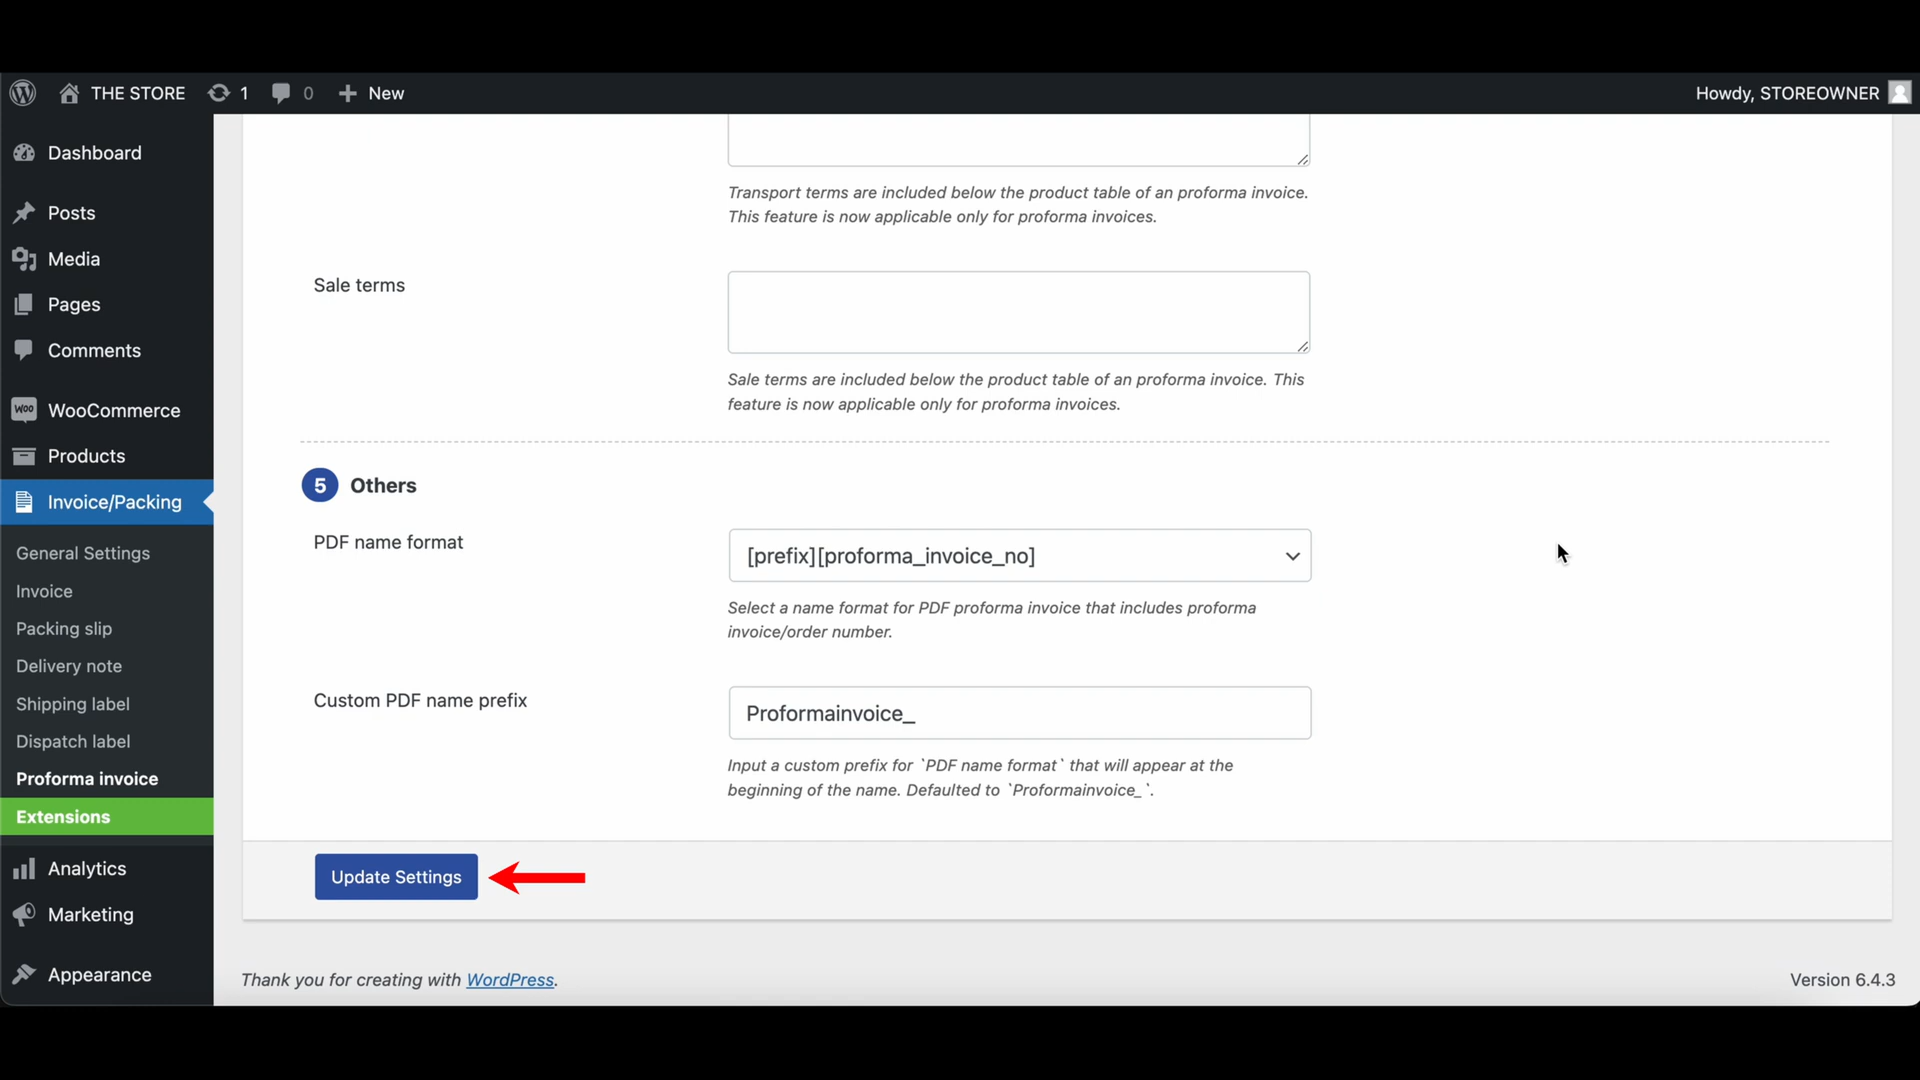 THE STORE 1 0 New Howdy, STOREOWNER
Dashboard
Posts
Media
Pages
Comments
WOO WooCommerce
Products
Invoice/Packing
General Settings
Invoice
Packing slip
Delivery note
Shipping label
Dispatch label
Proforma invoice
Extensions
Analytics
Marketing
Appearance
Transport terms are included below the product table of an proforma invoice.
This feature is now applicable only for proforma invoices.
Sale terms
Sale terms are included below the product table of an proforma invoice. This
feature is now applicable only for proforma invoices.
5 Others
PDF name format
[prefix][proforma_invoice_no]
Select a name format for PDF proforma invoice that includes proforma
invoice/order number.
Custom PDF name prefix
Proformainvoice_
Input a custom prefix for `PDF name format` that will appear at the
beginning of the name. Defaulted to `Proformainvoice_`.
Update Settings
Thank you for creating with WordPress.
Version 6.4.3